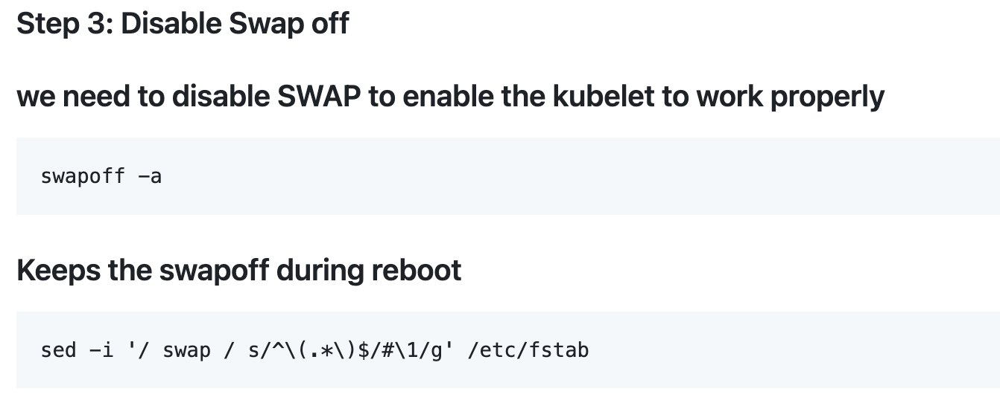 Step 3: Disable Swap off
we need to disable SWAP to enable the kubelet to work properly
swapoff -a
Keeps the swapoff during reboot
sed -i '/ swap / s/^\(.*\)$/#\1/g' /etc/fstab